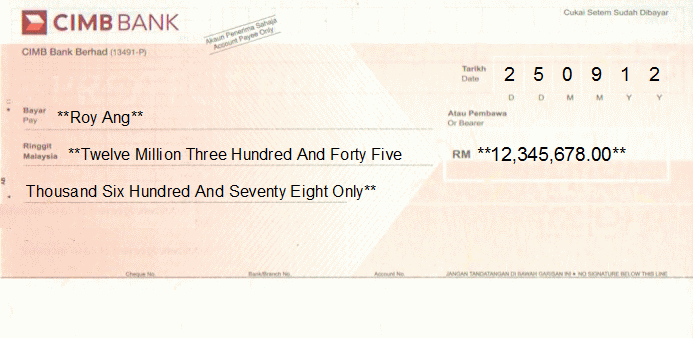 CIMB BANK
Cukai Setem Sudah Dibayar
Akaun Penerima Sahaja
Account Payee Only
CIMB Bank Berhad (13491-P)
Tarikh
Date
2 5 0 9 1 2
D D M M Y Y
Bayar
Pay
**Roy Ang**
Atau Pembawa
Or Bearer
Ringgit
Malaysia
**Twelve Million Three Hundred And Forty Five
RM **12,345,678.00**
Thousand Six Hundred And Seventy Eight Only**
Cheque No. Bank/Branch No. Account No. JANGAN TANDATANGAN DI BAWAH GARISAN INI • NO SIGNATURE BELOW THIS LINE